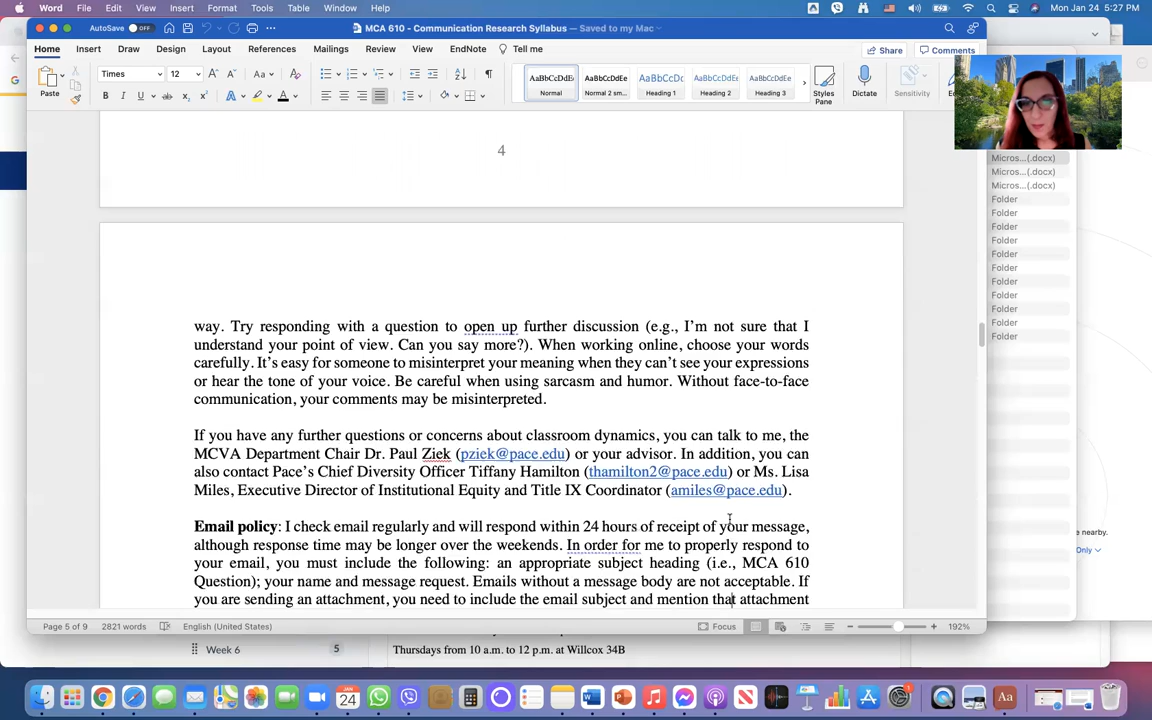 Word File Edit View Insert Format Tools Table Window Help
Mon Jan 24 5:27 PM
AutoSave OFF
MCA 610 - Communication Research Syllabus — Saved to my Mac
Home Insert Draw Design Layout References Mailings Review View EndNote Tell me
Share Comments
Paste
Times 12
AaBbCcDdEe AaBbCcDdEe AaBbCcDc AaBbCcDdEe AaBbCcDdEe
Normal Normal 2 sm... Heading 1 Heading 2 Heading 3
Styles Pane
Dictate
Sensitivity
Micros...(.docx)
Micros...(.docx)
Micros...(.docx)
Folder
Folder
Folder
Folder
Folder
Folder
Folder
Folder
Folder
Folder
Folder
4
way. Try responding with a question to open up further discussion (e.g., I'm not sure that I
understand your point of view. Can you say more?). When working online, choose your words
carefully. It's easy for someone to misinterpret your meaning when they can't see your expressions
or hear the tone of your voice. Be careful when using sarcasm and humor. Without face-to-face
communication, your comments may be misinterpreted.
If you have any further questions or concerns about classroom dynamics, you can talk to me, the
MCVA Department Chair Dr. Paul Ziek (pziek@pace.edu) or your advisor. In addition, you can
also contact Pace's Chief Diversity Officer Tiffany Hamilton (thamilton2@pace.edu) or Ms. Lisa
Miles, Executive Director of Institutional Equity and Title IX Coordinator (amiles@pace.edu).
Email policy: I check email regularly and will respond within 24 hours of receipt of your message,
although response time may be longer over the weekends. In order for me to properly respond to
your email, you must include the following: an appropriate subject heading (i.e., MCA 610
Question); your name and message request. Emails without a message body are not acceptable. If
you are sending an attachment, you need to include the email subject and mention that attachment
e nearby.
Only
Page 5 of 9 2821 words English (United States)
Focus 192%
Week 6 5
Thursdays from 10 a.m. to 12 p.m. at Willcox 34B
JAN
24
Aa